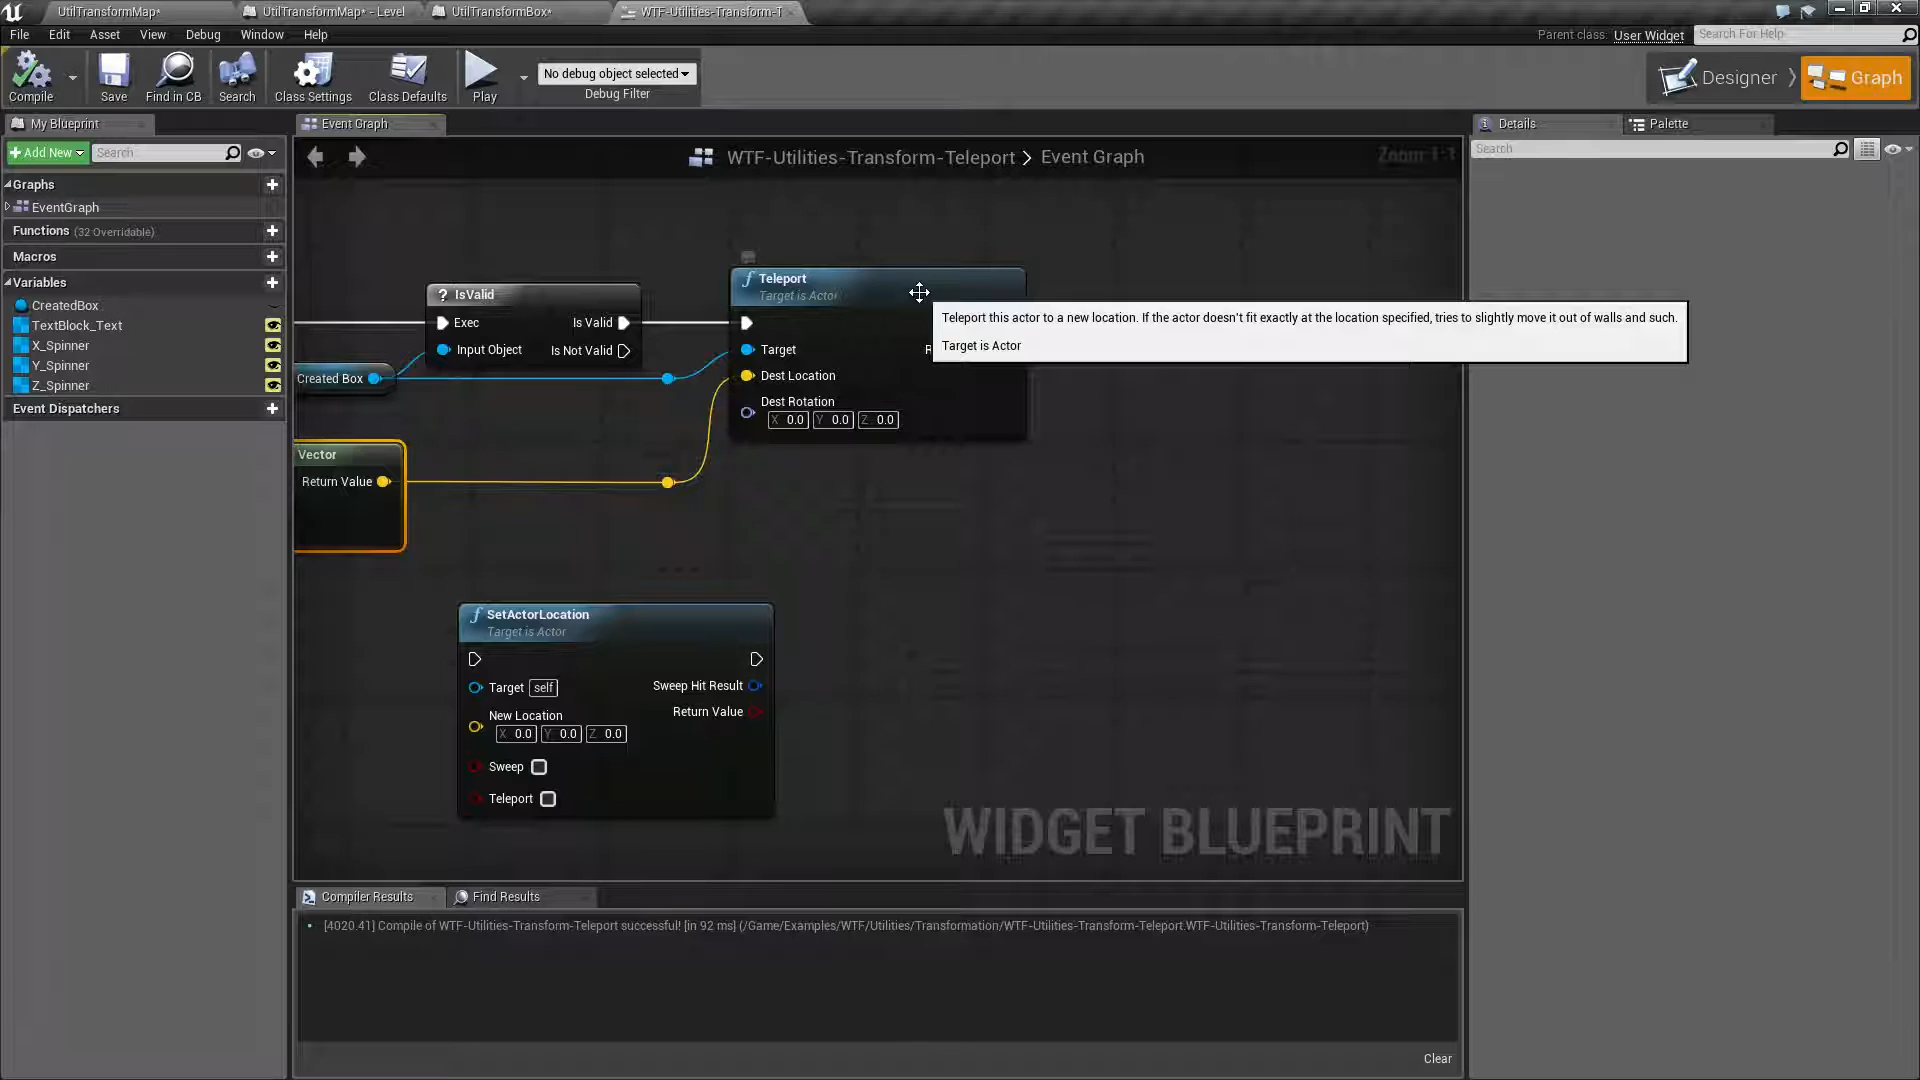 UtilTransformMap*
UtilTransformMap* - Level
UtilTransformBox*
WTF-Utilities-Transform-T
File Edit Asset View Debug Window Help
Parent class: User Widget
Search For Help
Compile
Save
Find in CB
Search
Class Settings
Class Defaults
Play
No debug object selected
Debug Filter
Designer
Graph
My Blueprint
Event Graph
Details
Palette
Add New
Search
WTF-Utilities-Transform-Teleport > Event Graph
Zoom 1:1
Search
Graphs
EventGraph
Functions (32 Overridable)
Macros
Variables
CreatedBox
TextBlock_Text
X_Spinner
Y_Spinner
Z_Spinner
Event Dispatchers
? IsValid
Exec
Is Valid
Input Object
Is Not Valid
Created Box
Vector
Return Value
f Teleport
Target is Actor
Target
R
Dest Location
Dest Rotation
X 0.0 Y 0.0 Z 0.0
Teleport this actor to a new location. If the actor doesn't fit exactly at the location specified, tries to slightly move it out of walls and such.
Target is Actor
f SetActorLocation
Target is Actor
Target self
Sweep Hit Result
New Location
Return Value
X 0.0 Y 0.0 Z 0.0
Sweep
Teleport
WIDGET BLUEPRINT
Compiler Results
Find Results
[4020.41] Compile of WTF-Utilities-Transform-Teleport successful! [in 92 ms] (/Game/Examples/WTF/Utilities/Transformation/WTF-Utilities-Transform-Teleport.WTF-Utilities-Transform-Teleport)
Clear